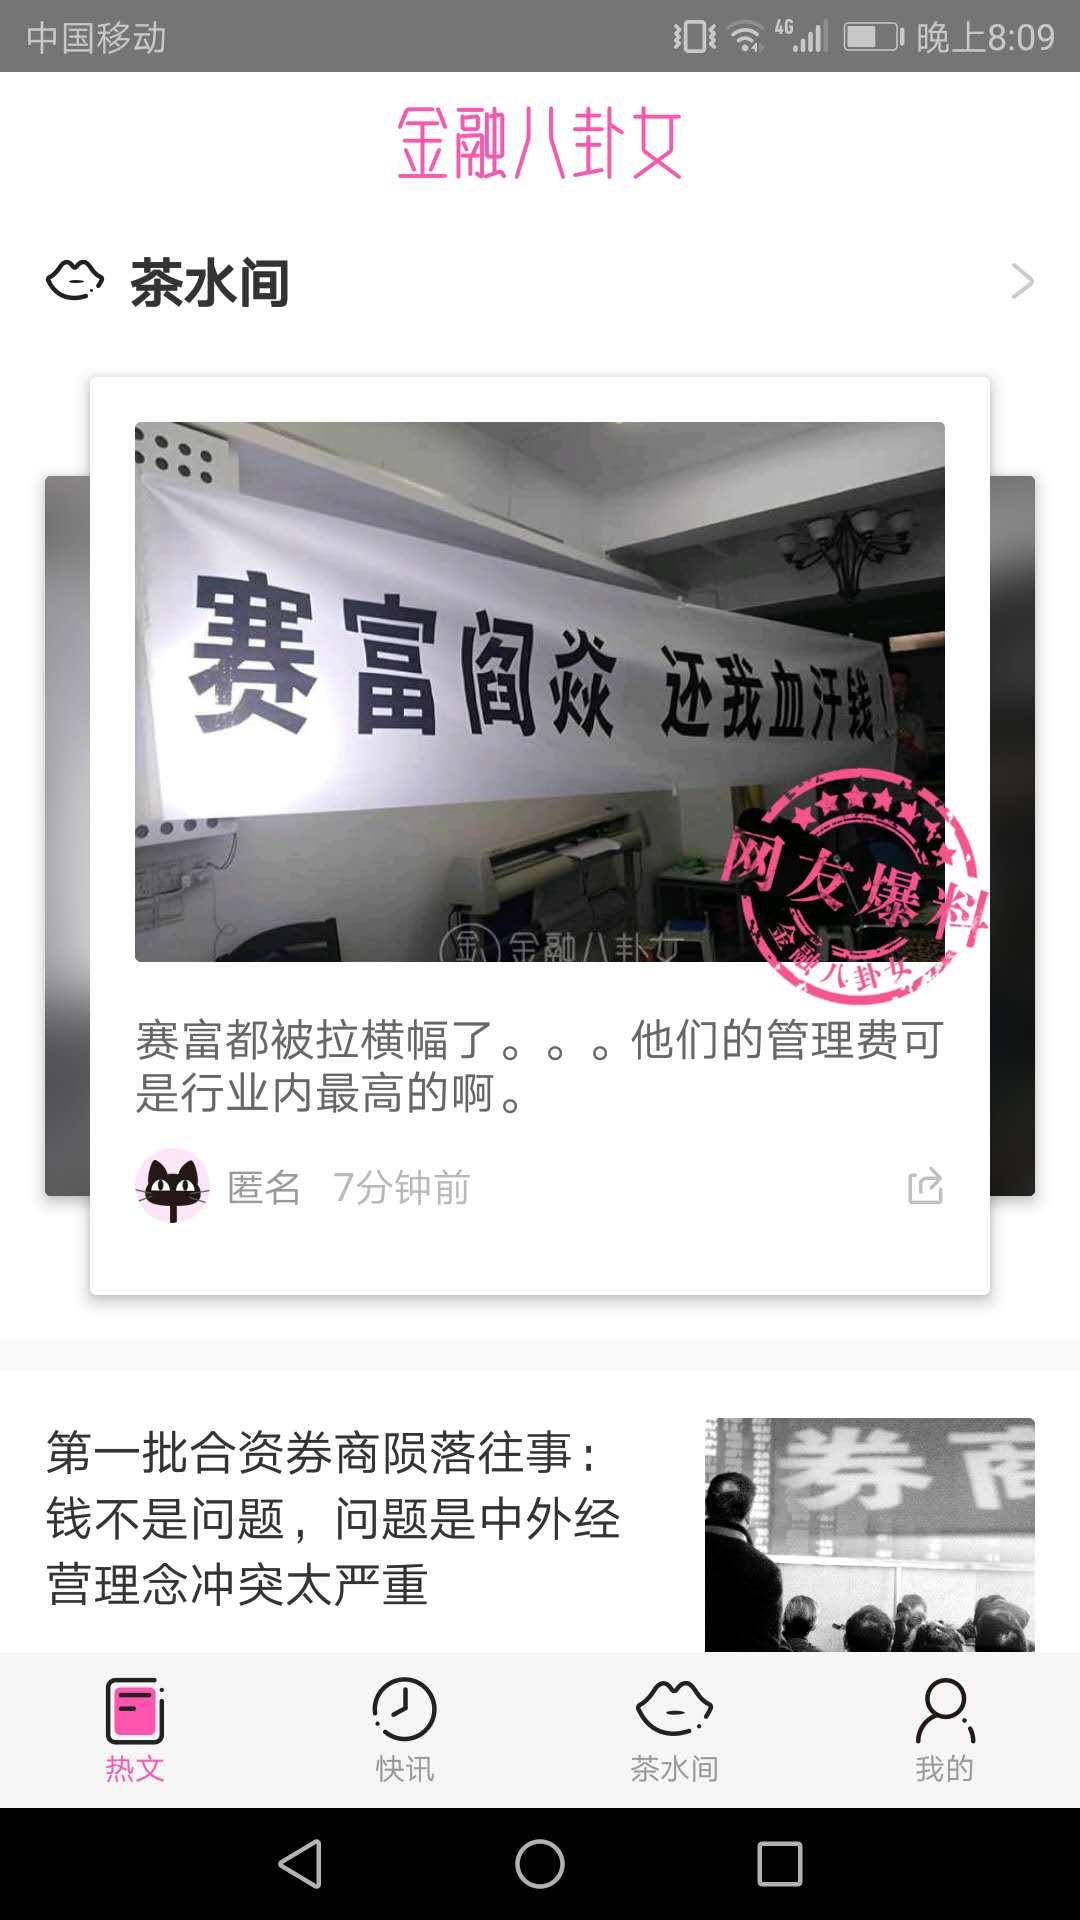 中国移动
4G
晚上8:09
金融八卦女
茶水间
赛富阎焱 还我血汗钱！
网友爆料
金融八卦女
金融八卦女
赛富都被拉横幅了。。。他们的管理费可
是行业内最高的啊。
匿名 7分钟前
第一批合资券商陨落往事：
钱不是问题，问题是中外经
营理念冲突太严重
券商
热文
快讯
茶水间
我的